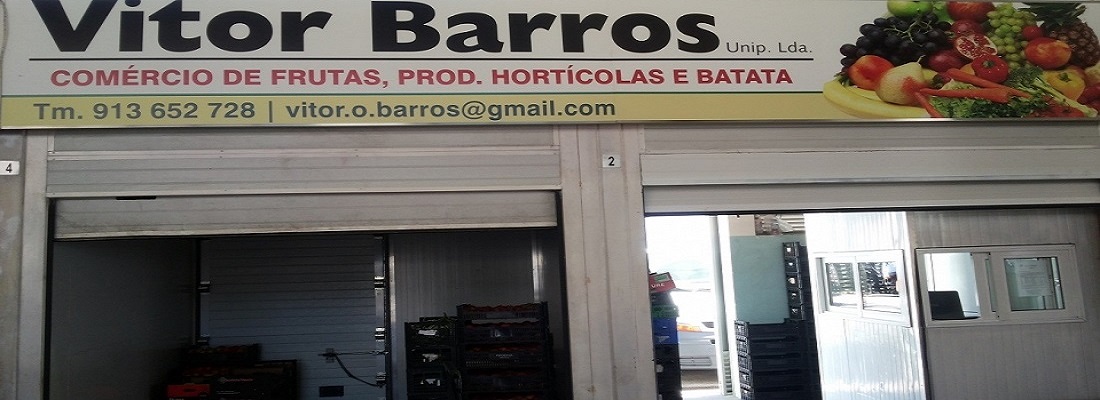 Vitor Barros Unip. Lda.
COMÉRCIO DE FRUTAS, PROD. HORTÍCOLAS E BATATA
Tm. 913 652 728 | vitor.o.barros@gmail.com
4
2